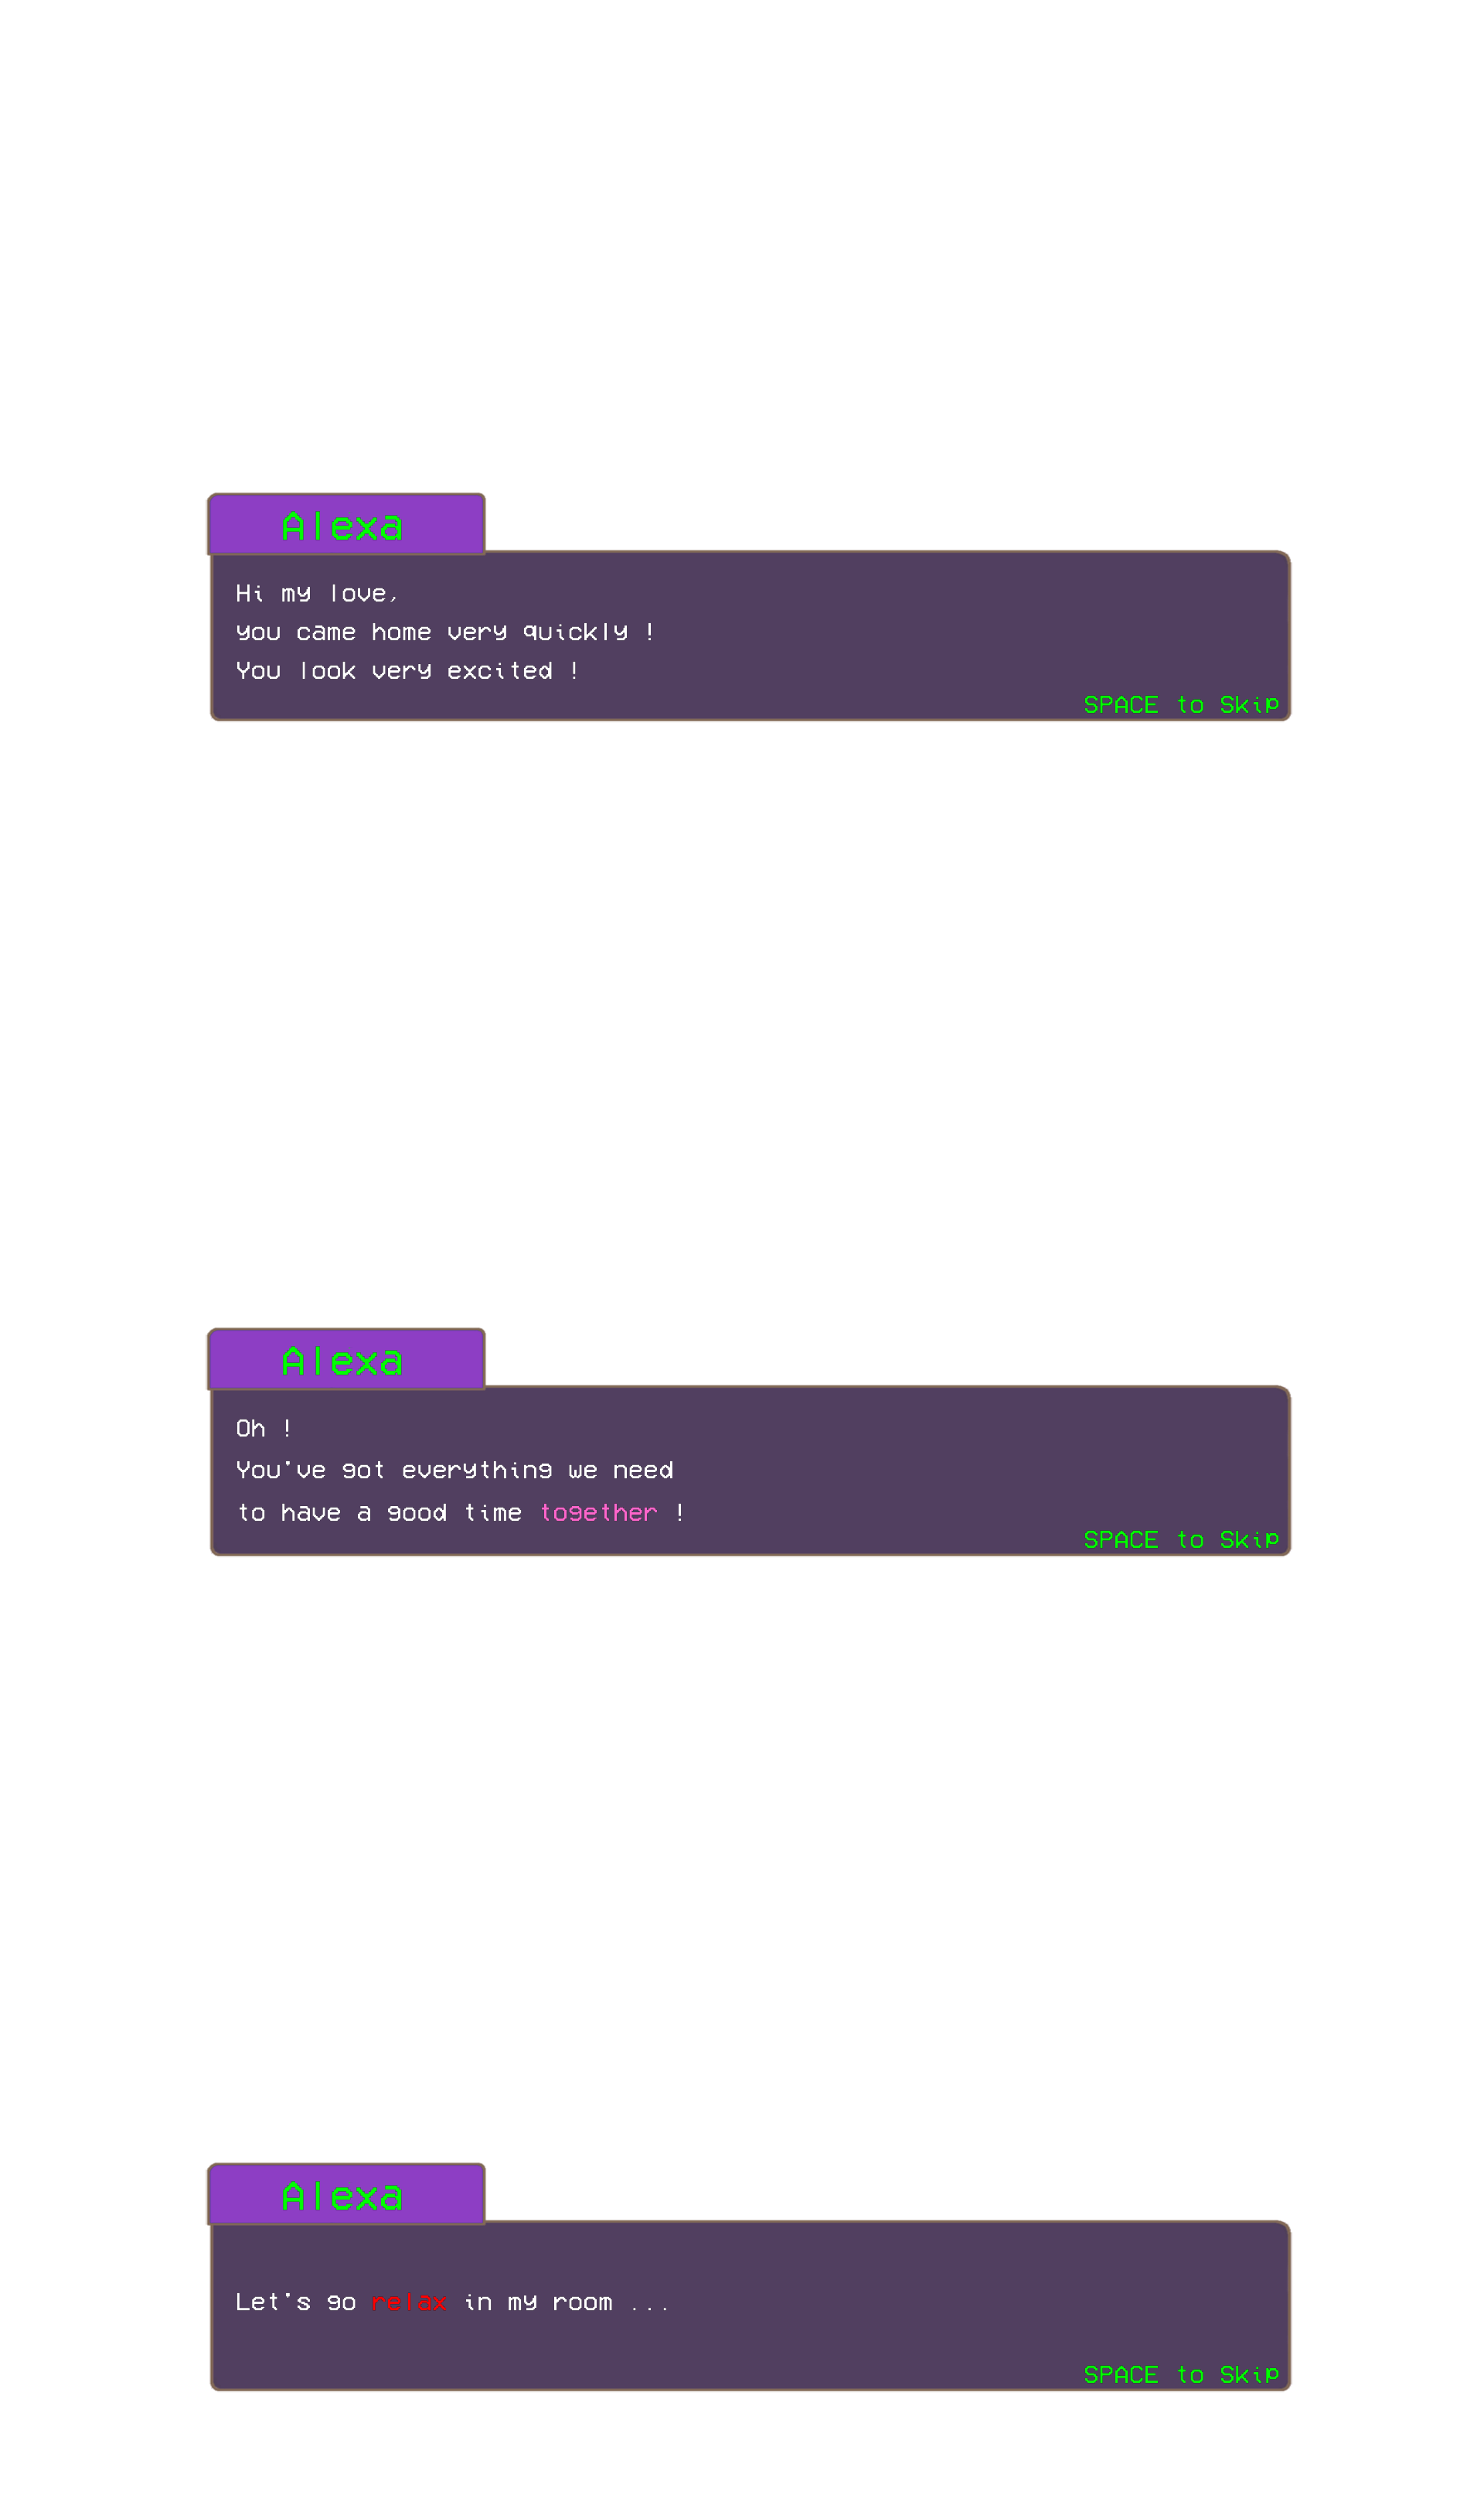 Alexa
Hi my love,
you came home very quickly !
You look very excited !
SPACE to Skip
Alexa
Oh !
You've got everything we need
to have a good time together !
SPACE to Skip
Alexa
Let's go relax in my room ...
SPACE to Skip